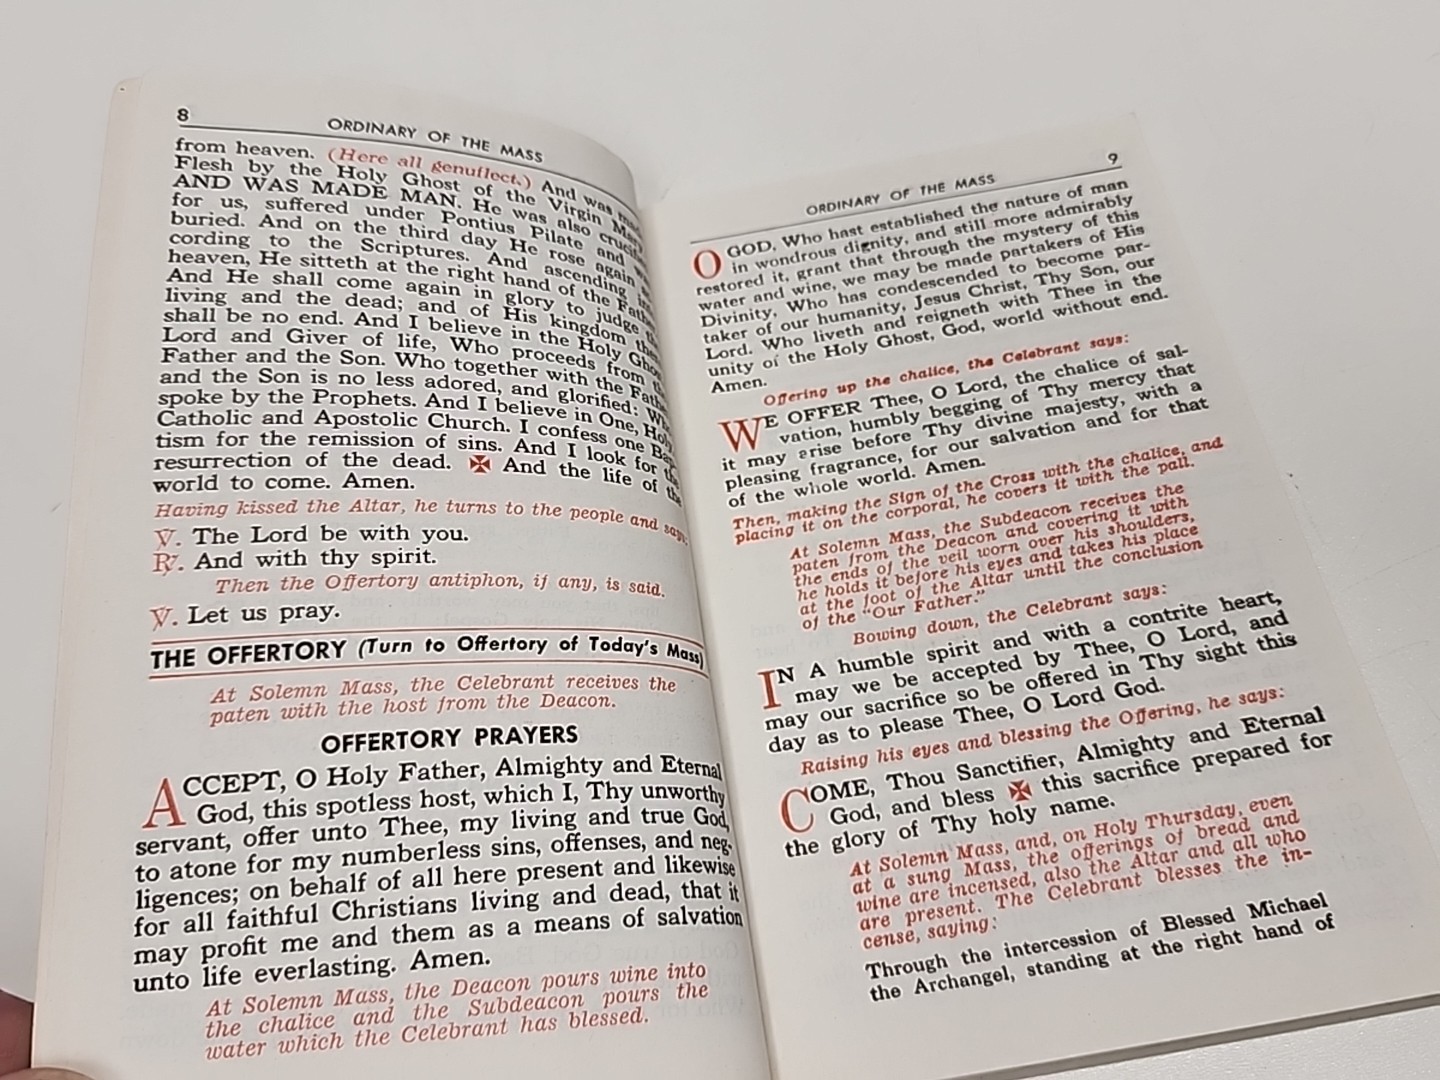 8
ORDINARY OF THE MASS
from heaven. (Here all genuflect.) And was made
Flesh by the Holy Ghost of the Virgin Mary
AND WAS MADE MAN. He was also crucified
for us, suffered under Pontius Pilate and was
buried. And on the third day He rose again ac-
cording to the Scriptures. And ascending into
heaven, He sitteth at the right hand of the Father
And He shall come again in glory to judge the
living and the dead; and of His kingdom there
shall be no end. And I believe in the Holy Ghost
Lord and Giver of life, Who proceeds from the
Father and the Son. Who together with the Father
and the Son is no less adored, and glorified: Who
spoke by the Prophets. And I believe in One, Holy
Catholic and Apostolic Church. I confess one Bap-
tism for the remission of sins. And I look for the
resurrection of the dead. ✠ And the life of the
world to come. Amen.
Having kissed the Altar, he turns to the people and says:
℣. The Lord be with you.
℟. And with thy spirit.
Then the Offertory antiphon, if any, is said.
℣. Let us pray.
THE OFFERTORY (Turn to Offertory of Today's Mass)
At Solemn Mass, the Celebrant receives the
paten with the host from the Deacon.
OFFERTORY PRAYERS
ACCEPT, O Holy Father, Almighty and Eternal
God, this spotless host, which I, Thy unworthy
servant, offer unto Thee, my living and true God,
to atone for my numberless sins, offenses, and neg-
ligences; on behalf of all here present and likewise
for all faithful Christians living and dead, that it
may profit me and them as a means of salvation
unto life everlasting. Amen.
At Solemn Mass, the Deacon pours wine into
the chalice and the Subdeacon pours the
water which the Celebrant has blessed.
9
ORDINARY OF THE MASS
O GOD, Who hast established the nature of man
in wondrous dignity, and still more admirably
restored it, grant that through the mystery of this
water and wine, we may be made partakers of His
Divinity, Who has condescended to become par-
taker of our humanity, Jesus Christ, Thy Son, our
Lord. Who liveth and reigneth with Thee in the
unity of the Holy Ghost, God, world without end.
Amen.
Offering up the chalice, the Celebrant says:
WE OFFER Thee, O Lord, the chalice of sal-
vation, humbly begging of Thy mercy that
it may arise before Thy divine majesty, with a
pleasing fragrance, for our salvation and for that
of the whole world. Amen.
Then, making the Sign of the Cross with the chalice, and
placing it on the corporal, he covers it with the pall.
At Solemn Mass, the Subdeacon receives the
paten from the Deacon and covering it with
the ends of the veil worn over his shoulders,
he holds it before his eyes and takes his place
at the foot of the Altar until the conclusion
of the "Our Father."
Bowing down, the Celebrant says:
IN A humble spirit and with a contrite heart,
may we be accepted by Thee, O Lord, and
may our sacrifice so be offered in Thy sight this
day as to please Thee, O Lord God.
Raising his eyes and blessing the Offering, he says:
COME, Thou Sanctifier, Almighty and Eternal
God, and bless ✠ this sacrifice prepared for
the glory of Thy holy name.
At Solemn Mass, and, on Holy Thursday, even
at a sung Mass, the offerings of bread and
wine are incensed, also the Altar and all who
are present. The Celebrant blesses the in-
cense, saying:
Through the intercession of Blessed Michael
the Archangel, standing at the right hand of